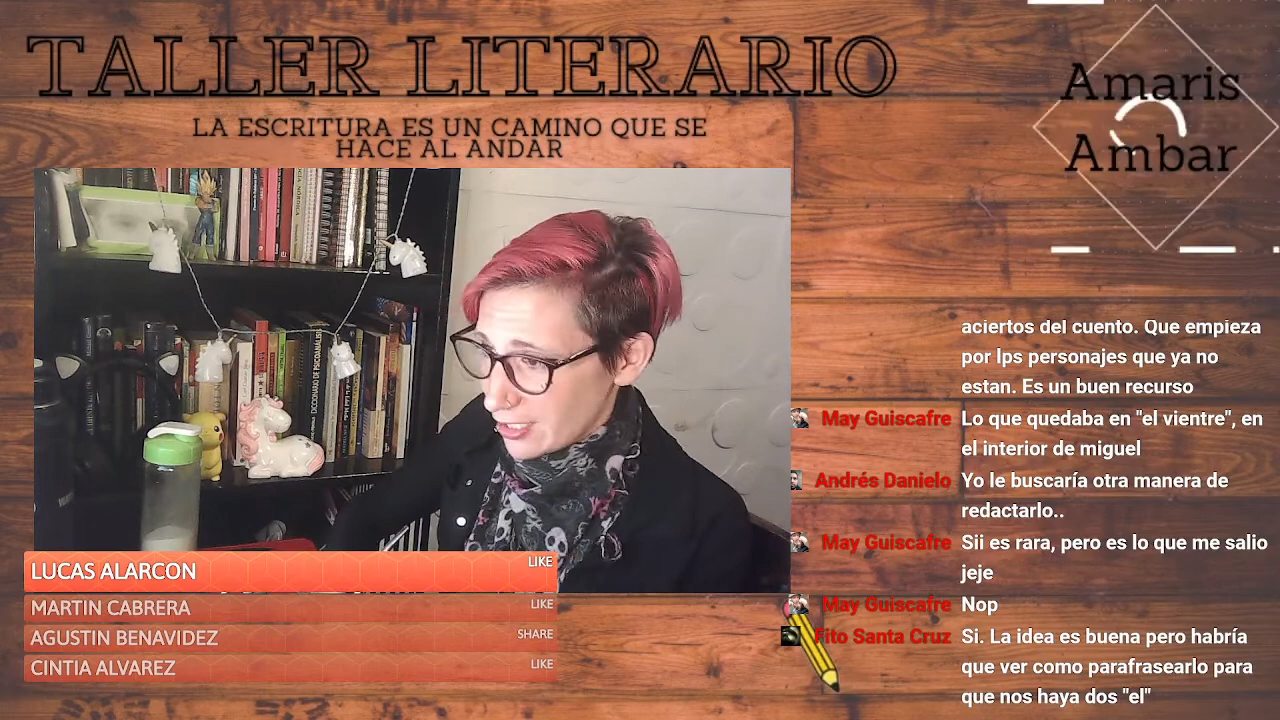 TALLER LITERARIO
LA ESCRITURA ES UN CAMINO QUE SE
HACE AL ANDAR
Amaris
Ambar
aciertos del cuento. Que empieza
por lps personajes que ya no
estan. Es un buen recurso
May Guiscafre Lo que quedaba en "el vientre", en
el interior de miguel
Andrés Danielo Yo le buscaría otra manera de
redactarlo..
May Guiscafre Sii es rara, pero es lo que me salio
jeje
May Guiscafre Nop
Fito Santa Cruz Si. La idea es buena pero habría
que ver como parafrasearlo para
que nos haya dos "el"
DICCIONARIO DE PSICOANÁLISIS
LUCAS ALARCON LIKE
MARTIN CABRERA LIKE
AGUSTIN BENAVIDEZ SHARE
CINTIA ALVAREZ LIKE